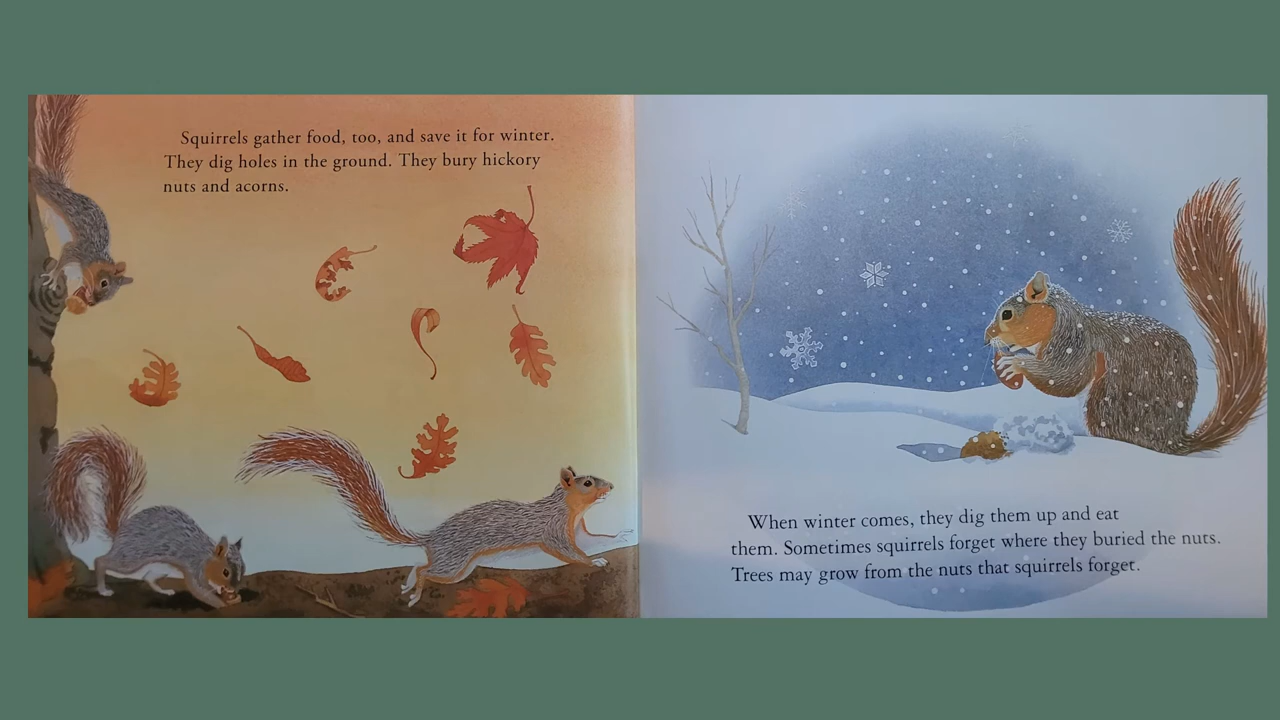 Squirrels gather food, too, and save it for winter.
They dig holes in the ground. They bury hickory
nuts and acorns.
When winter comes, they dig them up and eat
them. Sometimes squirrels forget where they buried the nuts.
Trees may grow from the nuts that squirrels forget.